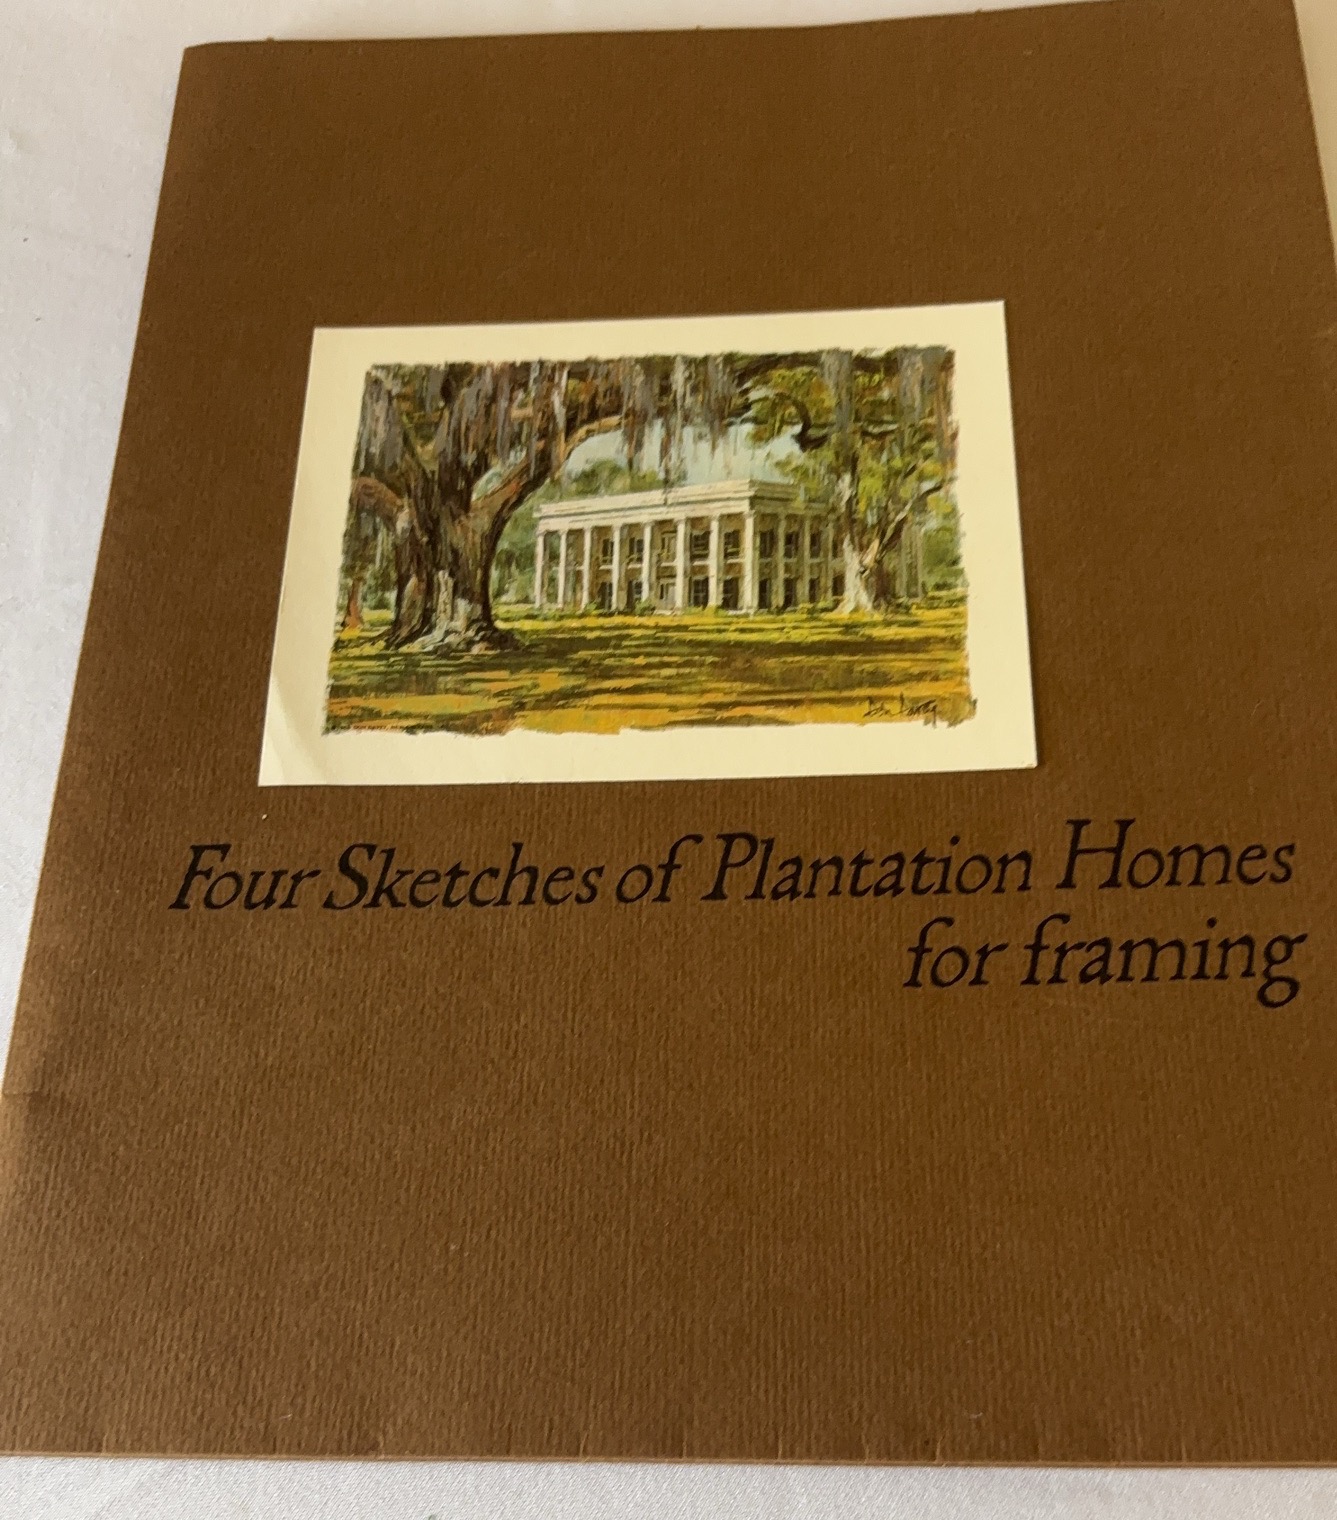 Four Sketches of Plantation Homes
for framing